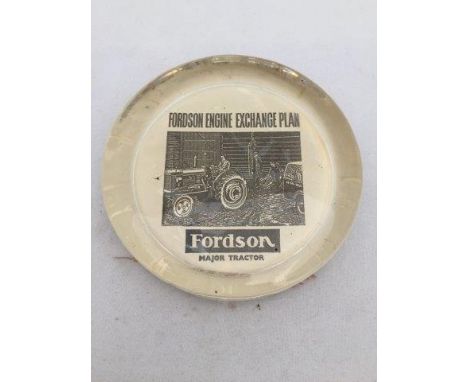 FORDSON ENGINE EXCHANGE PLAN
Fordson
MAJOR TRACTOR